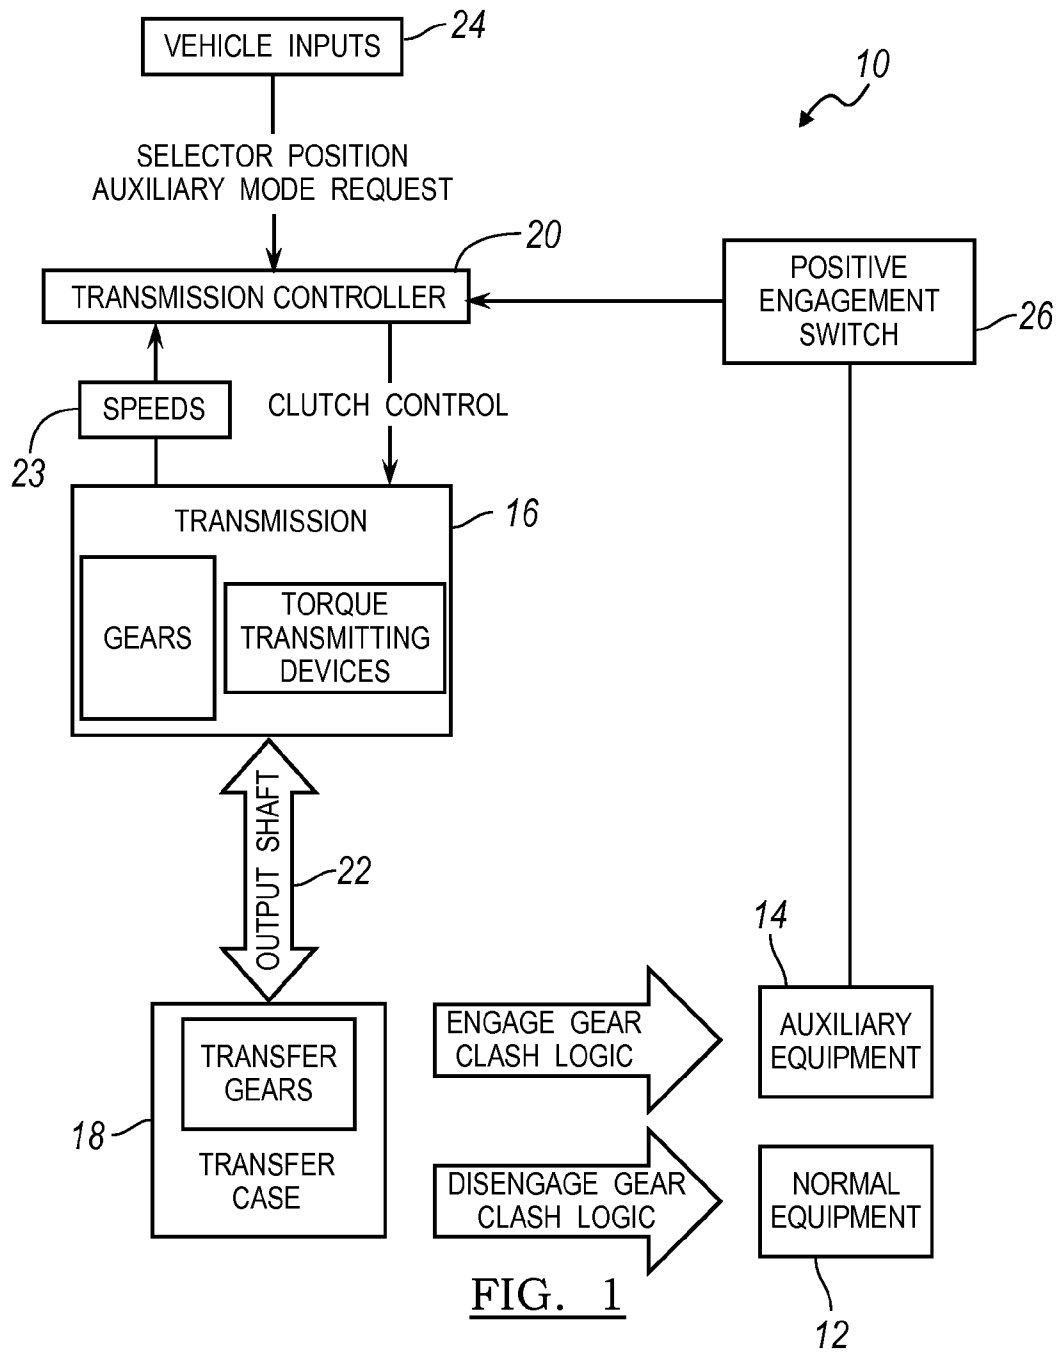 VEHICLE INPUTS
24
10
SELECTOR POSITION
AUXILIARY MODE REQUEST
20
TRANSMISSION CONTROLLER
POSITIVE
ENGAGEMENT
SWITCH
26
SPEEDS
23
CLUTCH CONTROL
TRANSMISSION
16
GEARS
TORQUE
TRANSMITTING
DEVICES
OUTPUT SHAFT
22
14
TRANSFER
GEARS
18
TRANSFER
CASE
ENGAGE GEAR
CLASH LOGIC
AUXILIARY
EQUIPMENT
DISENGAGE GEAR
CLASH LOGIC
NORMAL
EQUIPMENT
12
FIG. 1